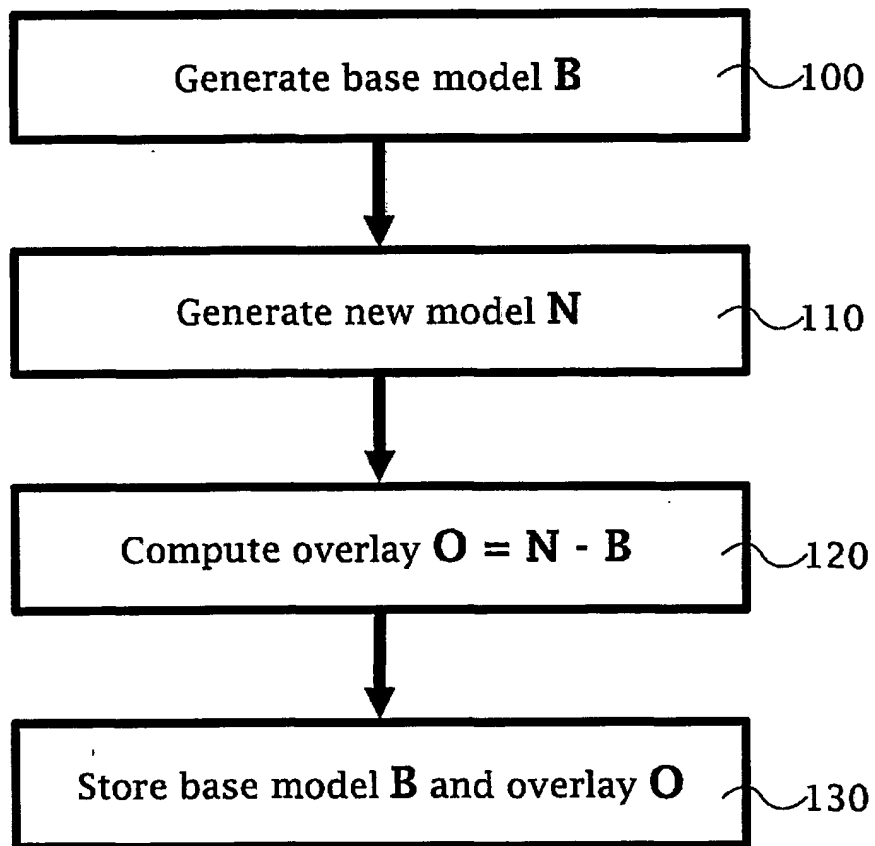 Generate base model B
100
Generate new model N
110
Compute overlay O = N - B
120
Store base model B and overlay O
130